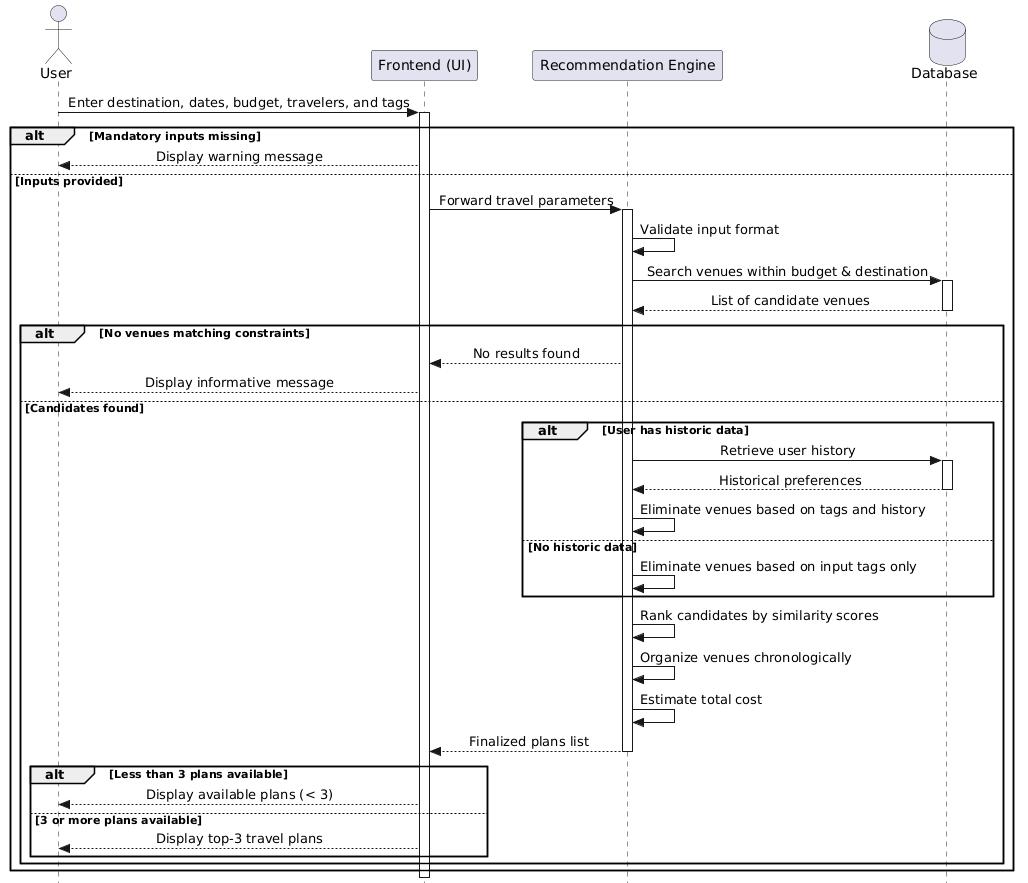 User
Frontend (UI)
Recommendation Engine
Database
Enter destination, dates, budget, travelers, and tags
alt [Mandatory inputs missing]
Display warning message
[Inputs provided]
Forward travel parameters
Validate input format
Search venues within budget & destination
List of candidate venues
alt [No venues matching constraints]
No results found
Display informative message
[Candidates found]
alt [User has historic data]
Retrieve user history
Historical preferences
Eliminate venues based on tags and history
[No historic data]
Eliminate venues based on input tags only
Rank candidates by similarity scores
Organize venues chronologically
Estimate total cost
Finalized plans list
alt [Less than 3 plans available]
Display available plans (< 3)
[3 or more plans available]
Display top-3 travel plans